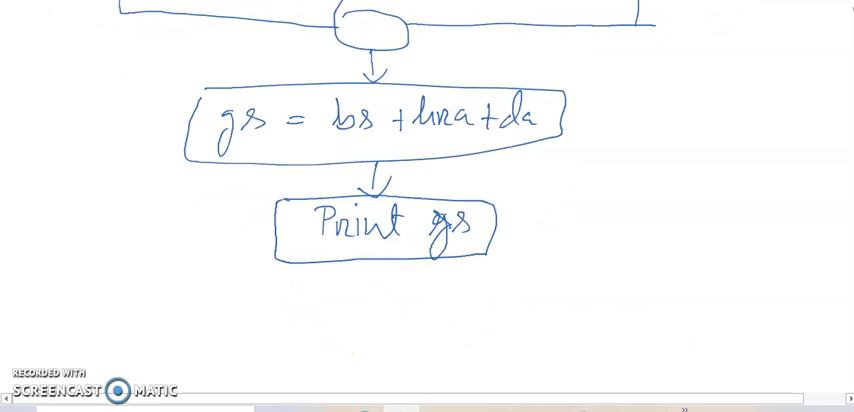 gs = bs + hra + da
Print gs
RECORDED WITH
SCREENCAST MATIC